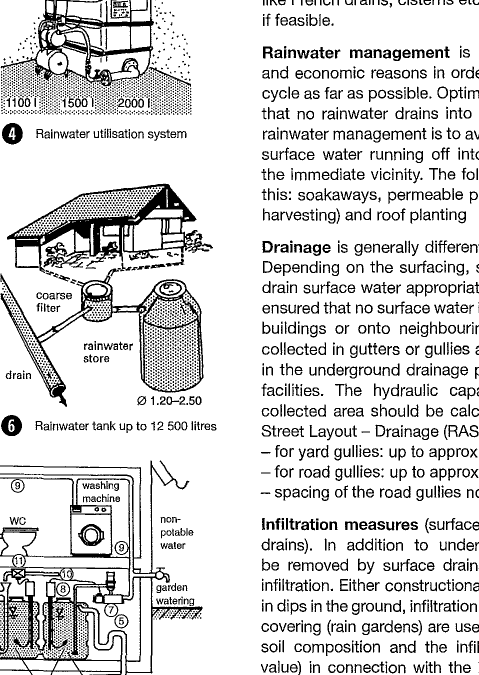 1100 l 1500 l 2000 l
4 Rainwater utilisation system
coarse
filter
rainwater
store
drain
Ø 1.20–2.50
6 Rainwater tank up to 12 500 litres
9
washing
machine
WC
non-
potable
water
9
11
10
8
7
garden
watering
5
like French drains, cisterns etc
if feasible.
Rainwater management is
and economic reasons in orde
cycle as far as possible. Optim
that no rainwater drains into
rainwater management is to av
surface water running off into
the immediate vicinity. The fol
this: soakaways, permeable p
harvesting) and roof planting
Drainage is generally different
Depending on the surfacing, s
drain surface water appropriat
ensured that no surface water i
buildings or onto neighbourin
collected in gutters or gullies a
in the underground drainage p
facilities. The hydraulic capa
collected area should be calc
Street Layout – Drainage (RAS
– for yard gullies: up to approx
– for road gullies: up to approx
– spacing of the road gullies no
Infiltration measures (surface
drains). In addition to under
be removed by surface drain
infiltration. Either constructiona
in dips in the ground, infiltration
covering (rain gardens) are use
soil composition and the infil
value) in connection with the